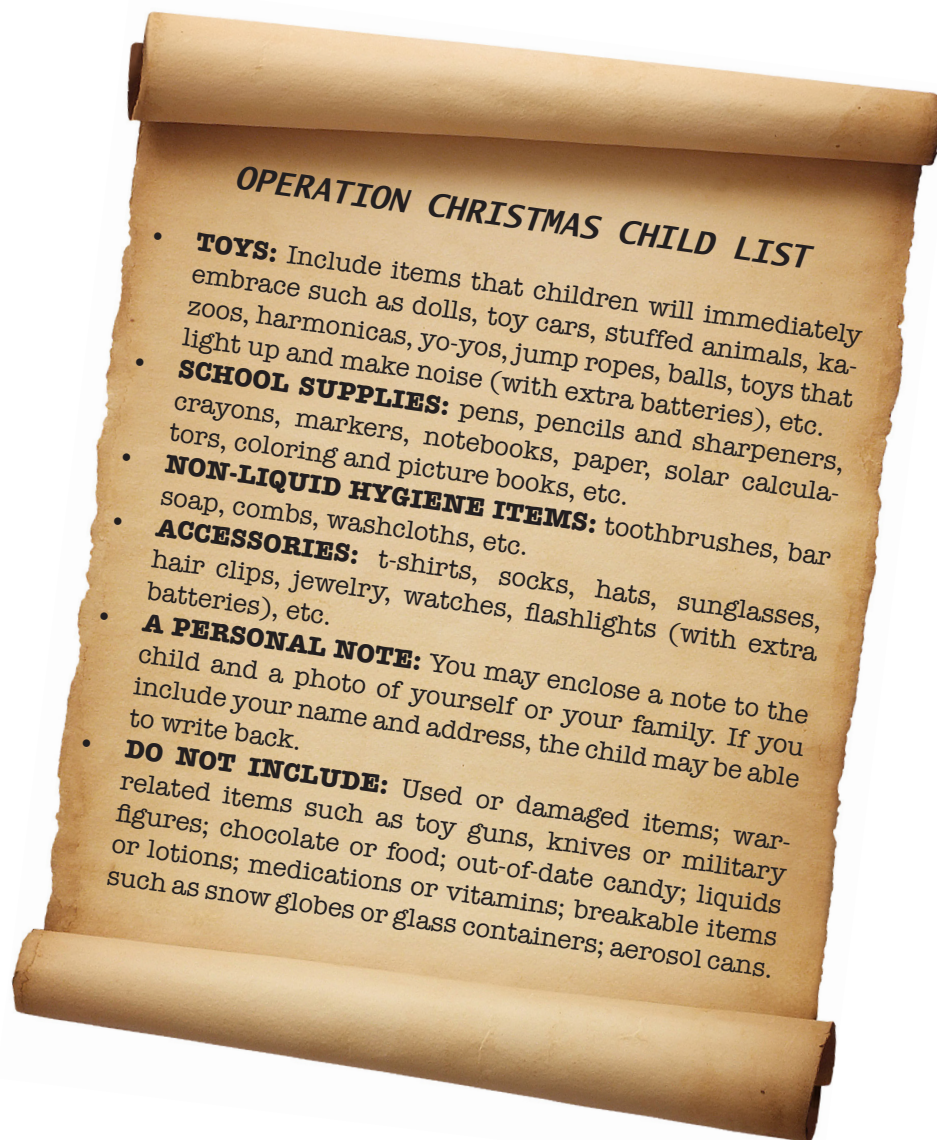 OPERATION CHRISTMAS CHILD LIST
• TOYS: Include items that children will immediately
embrace such as dolls, toy cars, stuffed animals, ka-
zoos, harmonicas, yo-yos, jump ropes, balls, toys that
light up and make noise (with extra batteries), etc.
• SCHOOL SUPPLIES: pens, pencils and sharpeners,
crayons, markers, notebooks, paper, solar calcula-
tors, coloring and picture books, etc.
• NON-LIQUID HYGIENE ITEMS: toothbrushes, bar
soap, combs, washcloths, etc.
• ACCESSORIES: t-shirts, socks, hats, sunglasses,
hair clips, jewelry, watches, flashlights (with extra
batteries), etc.
• A PERSONAL NOTE: You may enclose a note to the
child and a photo of yourself or your family. If you
include your name and address, the child may be able
to write back.
• DO NOT INCLUDE: Used or damaged items; war-
related items such as toy guns, knives or military
figures; chocolate or food; out-of-date candy; liquids
or lotions; medications or vitamins; breakable items
such as snow globes or glass containers; aerosol cans.